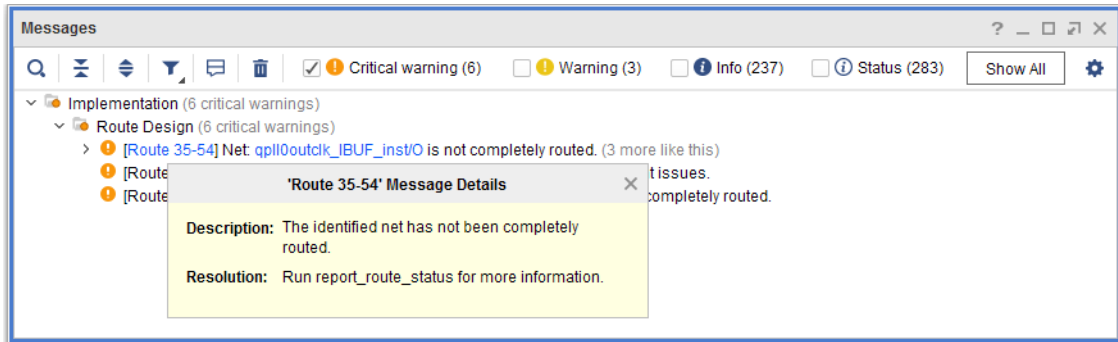 Messages
Critical warning (6)
Warning (3)
Info (237)
Status (283)
Show All
Implementation (6 critical warnings)
Route Design (6 critical warnings)
[Route 35-54] Net: qpll0outclk_IBUF_inst/O is not completely routed. (3 more like this)
[Route t issues.
[Route completely routed.
'Route 35-54' Message Details
Description: The identified net has not been completely
routed.
Resolution: Run report_route_status for more information.